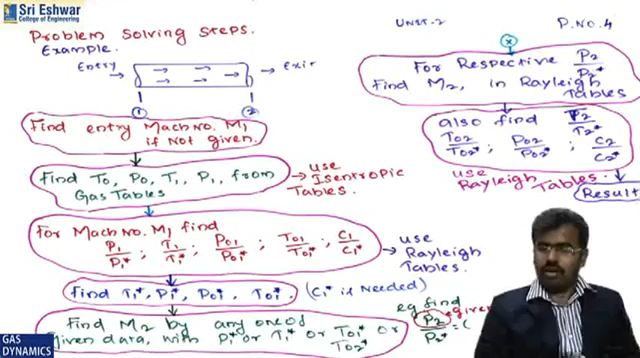 Sri Eshwar
College of Engineering
UNIT-2
P.NO.4
Problem Solving Steps.
Example.
Entry
Exit
1
2
Find entry Mach No. M1
if Not given.
Find To, Po, T1, P1, from
Gas Tables
→ use
Isentropic
Tables.
For Mach No. M1 find
P1/P1* ; T1/T1* ; P01/P01* ; T01/T01* ; C1/C1*
→ use
Rayleigh
Tables.
Find T1*, P1*, P01*, T01* (C1* is Needed)
Find M2 by any one of
given data, with P1* or T1* or T01* or
T02*
eg find
P2/P2* = (
given
x
For Respective P2/P2*
Find M2, in Rayleigh
Tables
also find T2/T2*
T02/T02* ; P02/P02* ; C2/C2*
use
Rayleigh Tables.
Result
GAS
DYNAMICS